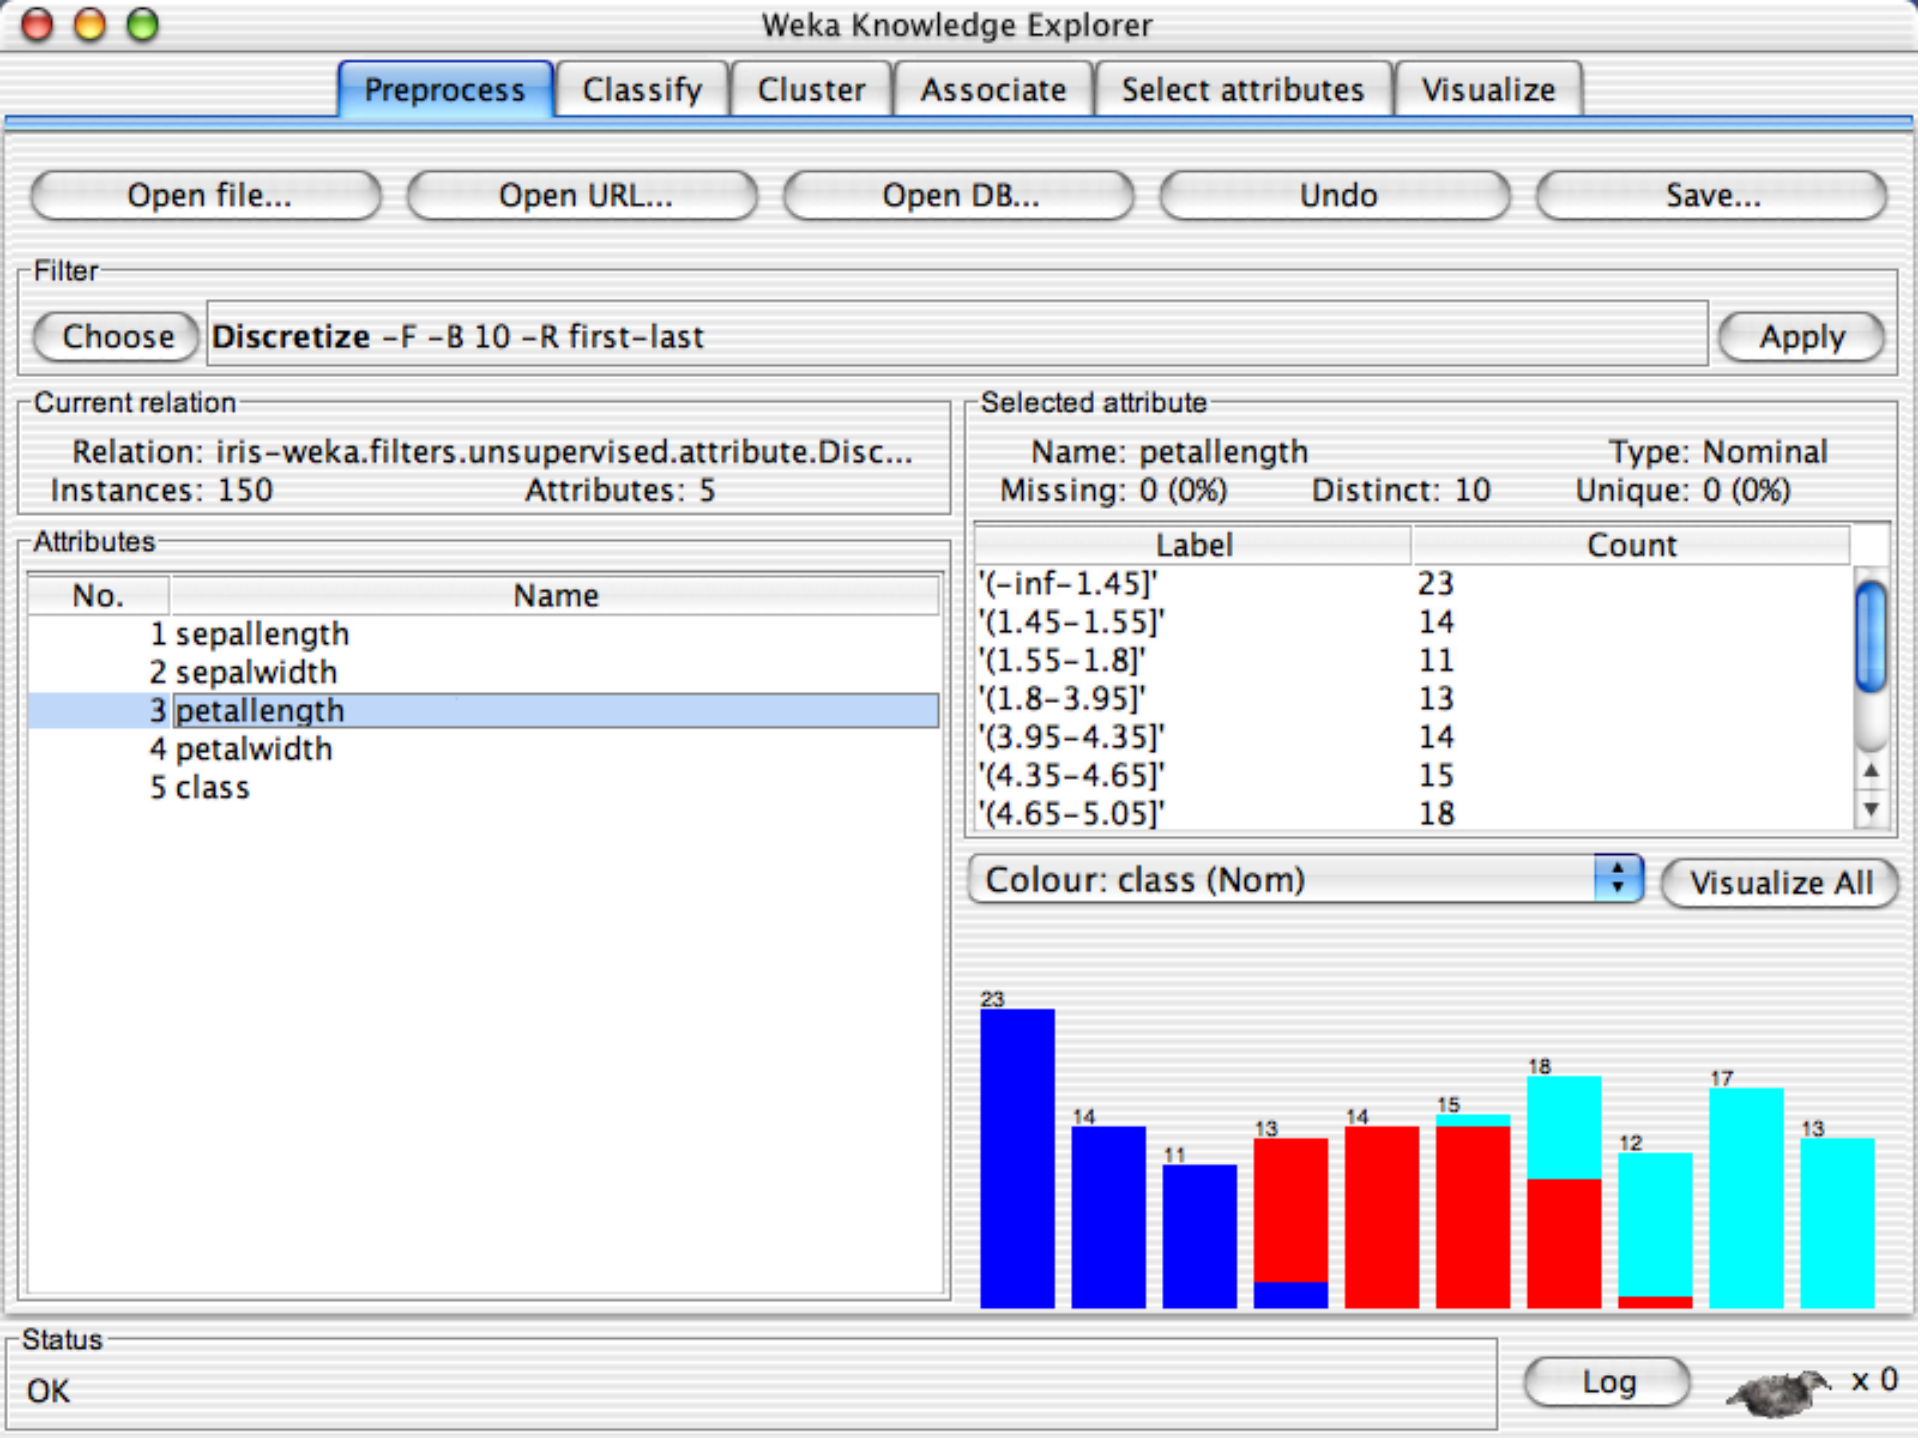 Weka Knowledge Explorer
Preprocess Classify Cluster Associate Select attributes Visualize
Open file... Open URL... Open DB... Undo Save...
Filter
Choose Discretize -F -B 10 -R first-last Apply
Current relation
Relation: iris-weka.filters.unsupervised.attribute.Disc...
Instances: 150 Attributes: 5
Attributes
No. Name
1 sepallength
2 sepalwidth
3 petallength
4 petalwidth
5 class
Selected attribute
Name: petallength Type: Nominal
Missing: 0 (0%) Distinct: 10 Unique: 0 (0%)
Label Count
'(-inf-1.45]' 23
'(1.45-1.55]' 14
'(1.55-1.8]' 11
'(1.8-3.95]' 13
'(3.95-4.35]' 14
'(4.35-4.65]' 15
'(4.65-5.05]' 18
Colour: class (Nom) Visualize All
23 14 11 13 14 15 18 12 17 13
Status
OK
Log x 0